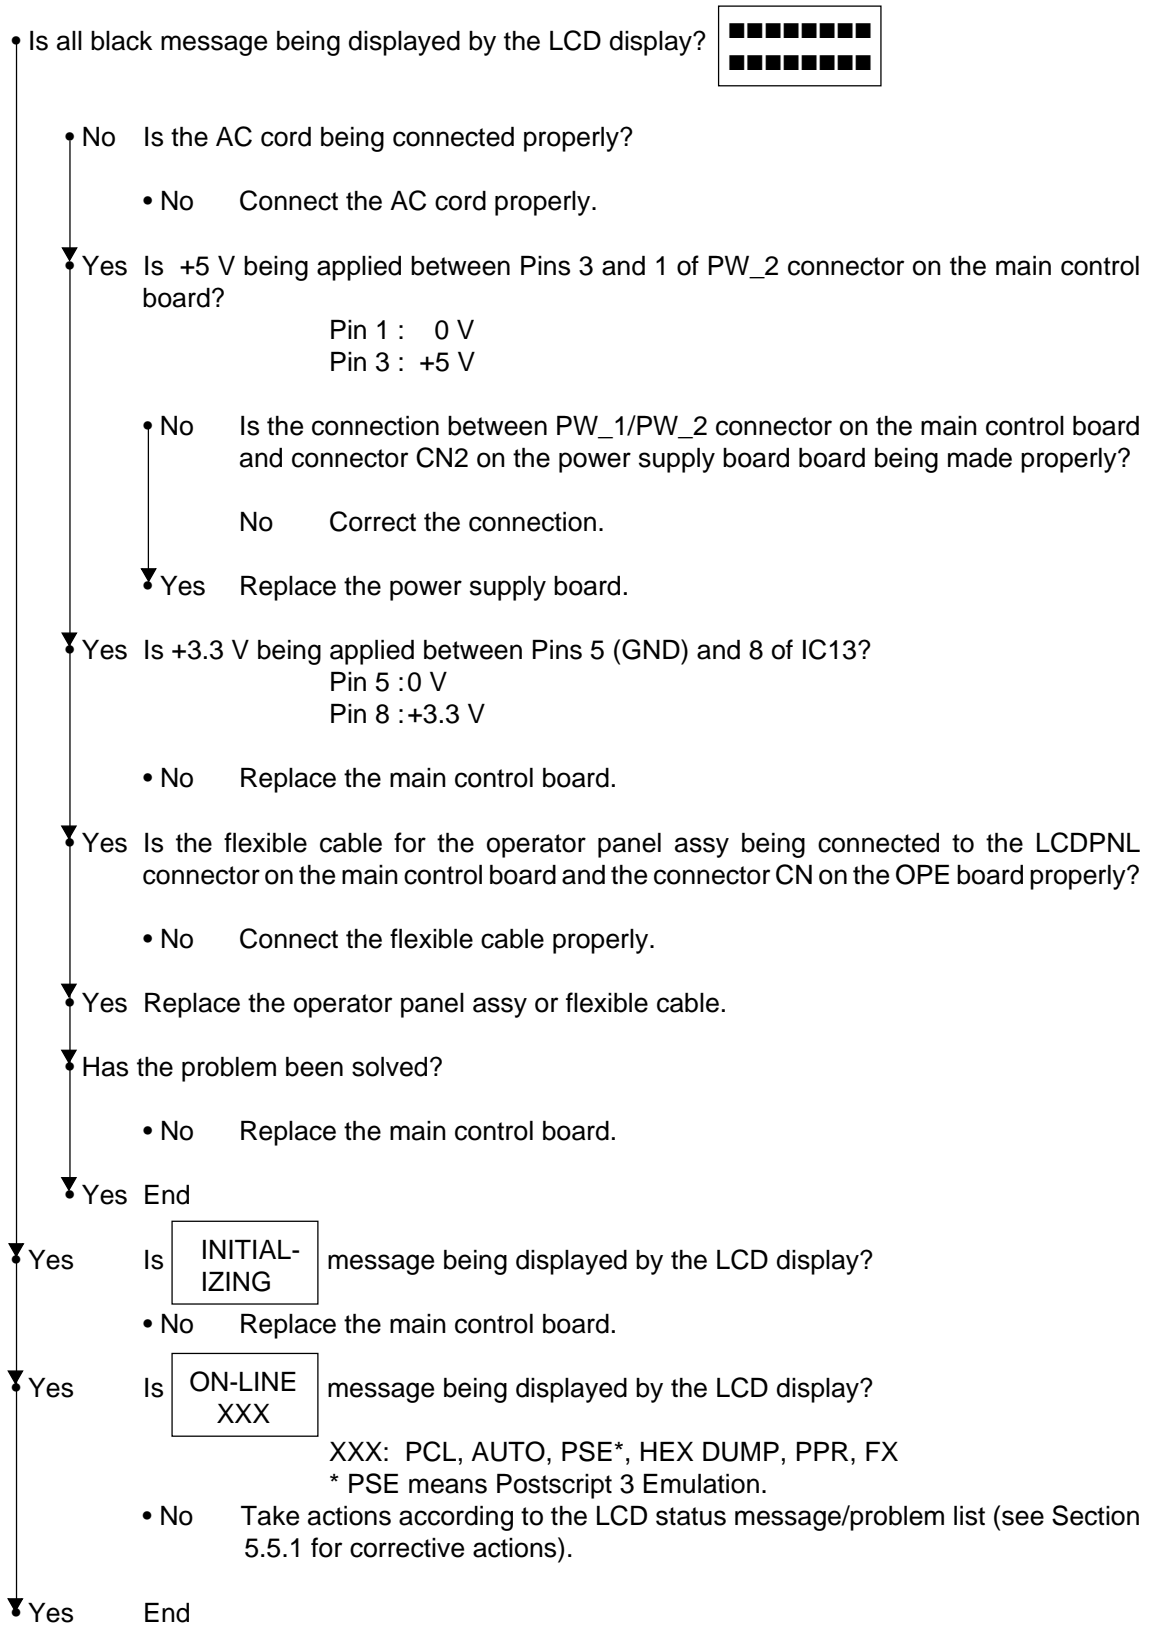 • Is all black message being displayed by the LCD display? ■■■■■■■■
■■■■■■■■
• No Is the AC cord being connected properly?
• No Connect the AC cord properly.
• Yes Is +5 V being applied between Pins 3 and 1 of PW_2 connector on the main control
board?
Pin 1 : 0 V
Pin 3 : +5 V
• No Is the connection between PW_1/PW_2 connector on the main control board
and connector CN2 on the power supply board board being made properly?
No Correct the connection.
• Yes Replace the power supply board.
• Yes Is +3.3 V being applied between Pins 5 (GND) and 8 of IC13?
Pin 5 : 0 V
Pin 8 : +3.3 V
• No Replace the main control board.
• Yes Is the flexible cable for the operator panel assy being connected to the LCDPNL
connector on the main control board and the connector CN on the OPE board properly?
• No Connect the flexible cable properly.
• Yes Replace the operator panel assy or flexible cable.
• Has the problem been solved?
• No Replace the main control board.
• Yes End
• Yes Is INITIAL-
IZING message being displayed by the LCD display?
• No Replace the main control board.
• Yes Is ON-LINE
XXX message being displayed by the LCD display?
XXX: PCL, AUTO, PSE*, HEX DUMP, PPR, FX
* PSE means Postscript 3 Emulation.
• No Take actions according to the LCD status message/problem list (see Section
5.5.1 for corrective actions).
• Yes End